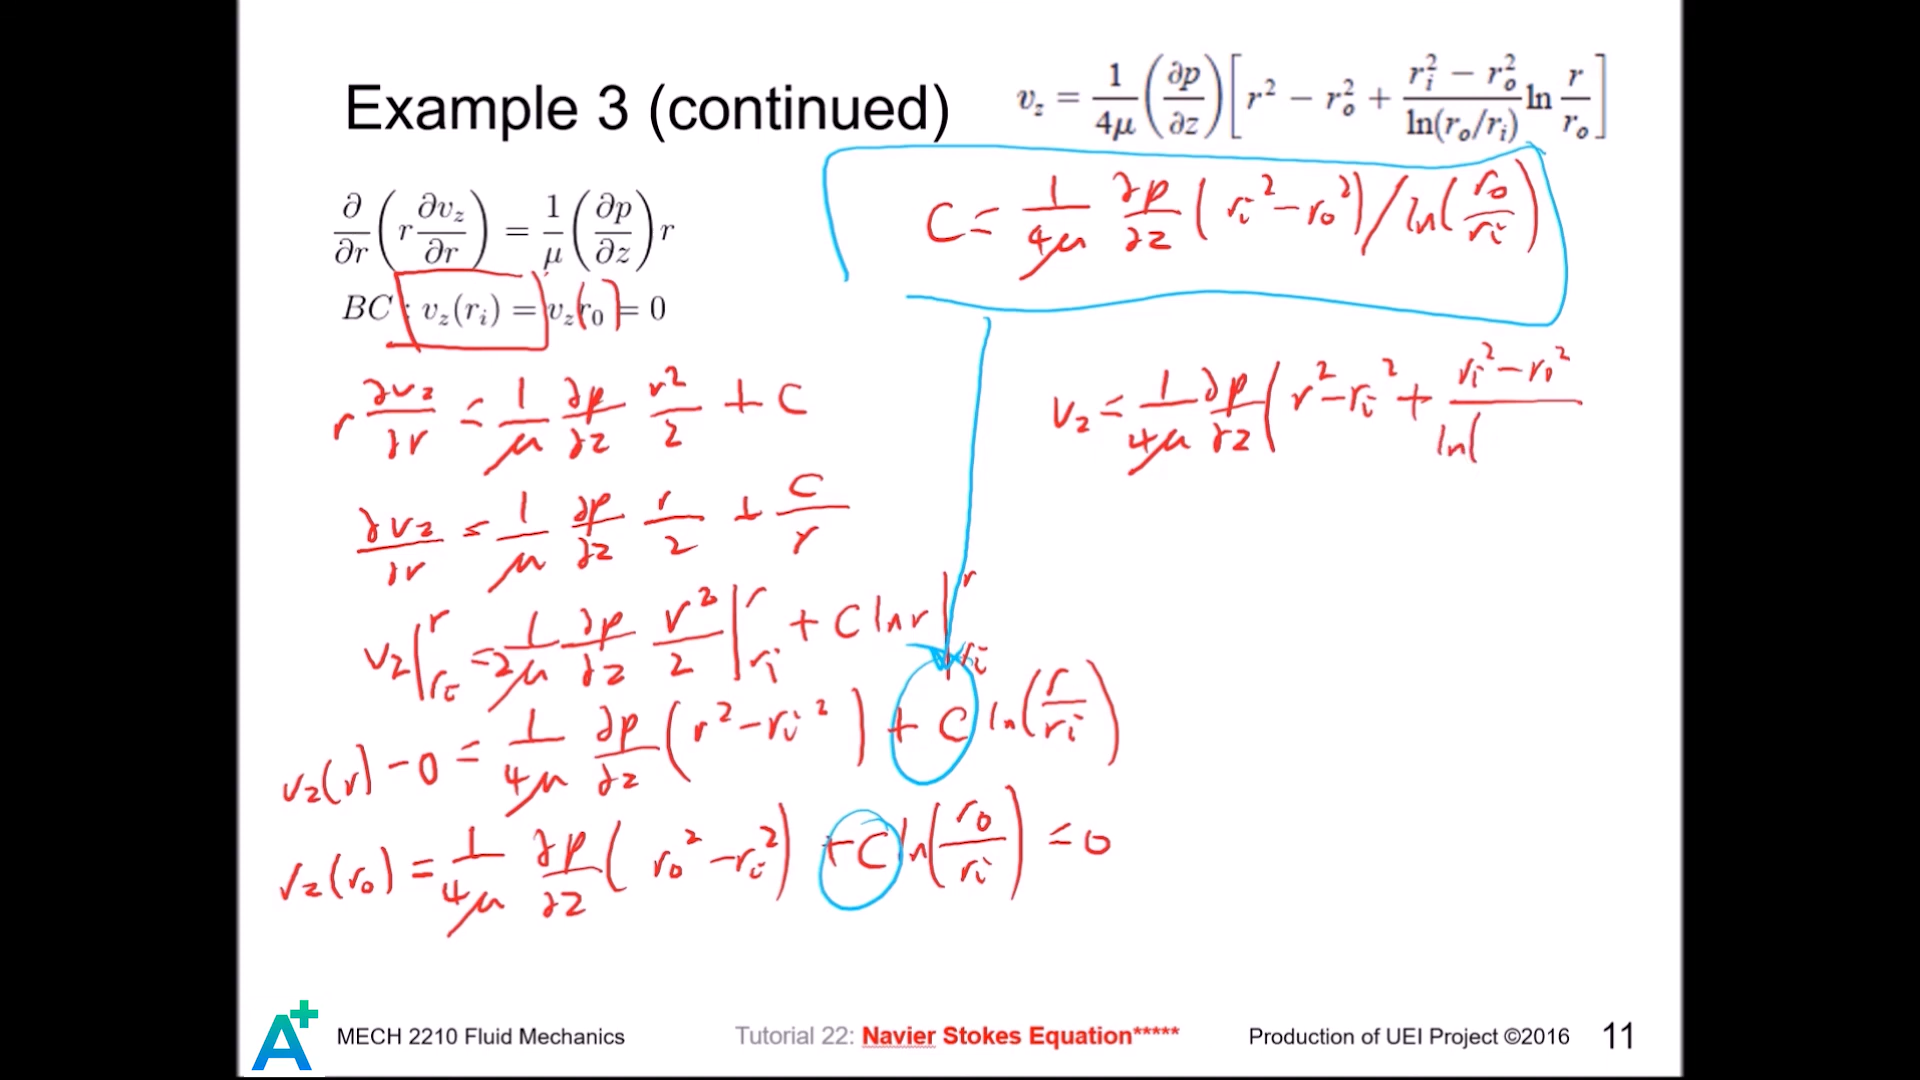 Example 3 (continued)
v_z = 1/4μ (∂p/∂z) [r² − r_o² + (r_i² − r_o²)/ln(r_o/r_i) ln r/r_o]
C = 1/4μ ∂p/∂z (r_i² − r_o²) / ln(r_o/r_i)
∂/∂r (r ∂v_z/∂r) = 1/μ (∂p/∂z) r
BC : v_z(r_i) = v_z(r_0) = 0
r ∂v_z/∂r = 1/μ ∂p/∂z r²/2 + C
∂v_z/∂r = 1/μ ∂p/∂z r/2 + C/r
v_z|_{r_i}^{r} = 1/2μ ∂p/∂z r²/2 |_{r_i}^{r} + C ln r |_{r_i}^{r}
v_z(r) − 0 = 1/4μ ∂p/∂z (r² − r_i²) + C ln(r/r_i)
v_z(r_o) = 1/4μ ∂p/∂z (r_o² − r_i²) + C ln(r_o/r_i) = 0
v_z = 1/4μ ∂p/∂z (r² − r_i² + (r_i² − r_o²)/ln(
A+
MECH 2210 Fluid Mechanics
Tutorial 22: Navier Stokes Equation*****
Production of UEI Project ©2016
11